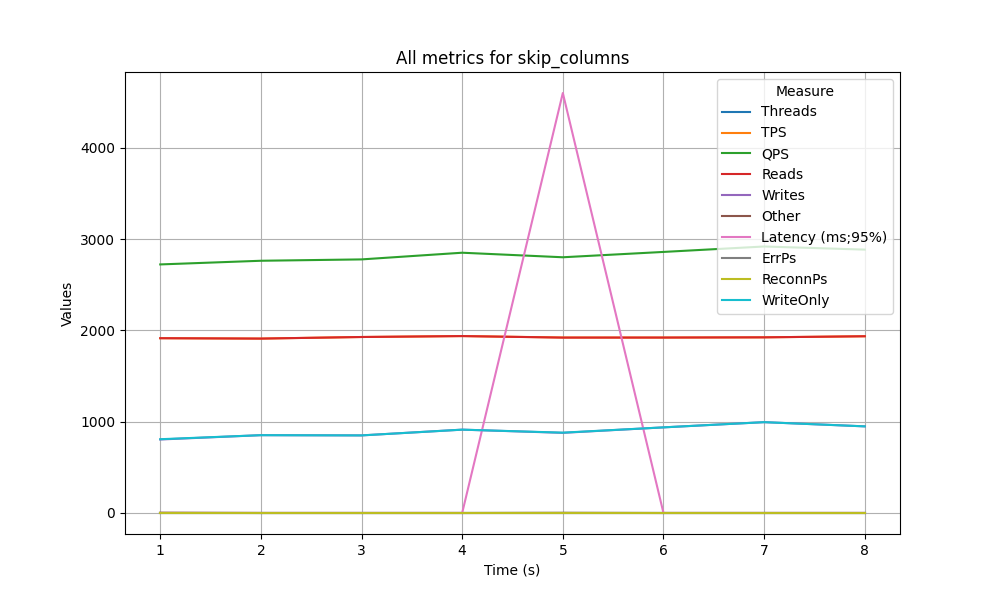 All metrics for skip_columns
Measure
Threads
TPS
QPS
Reads
Writes
Other
Latency (ms;95%)
ErrPs
ReconnPs
WriteOnly
Values
4000
3000
2000
1000
0
1 2 3 4 5 6 7 8
Time (s)